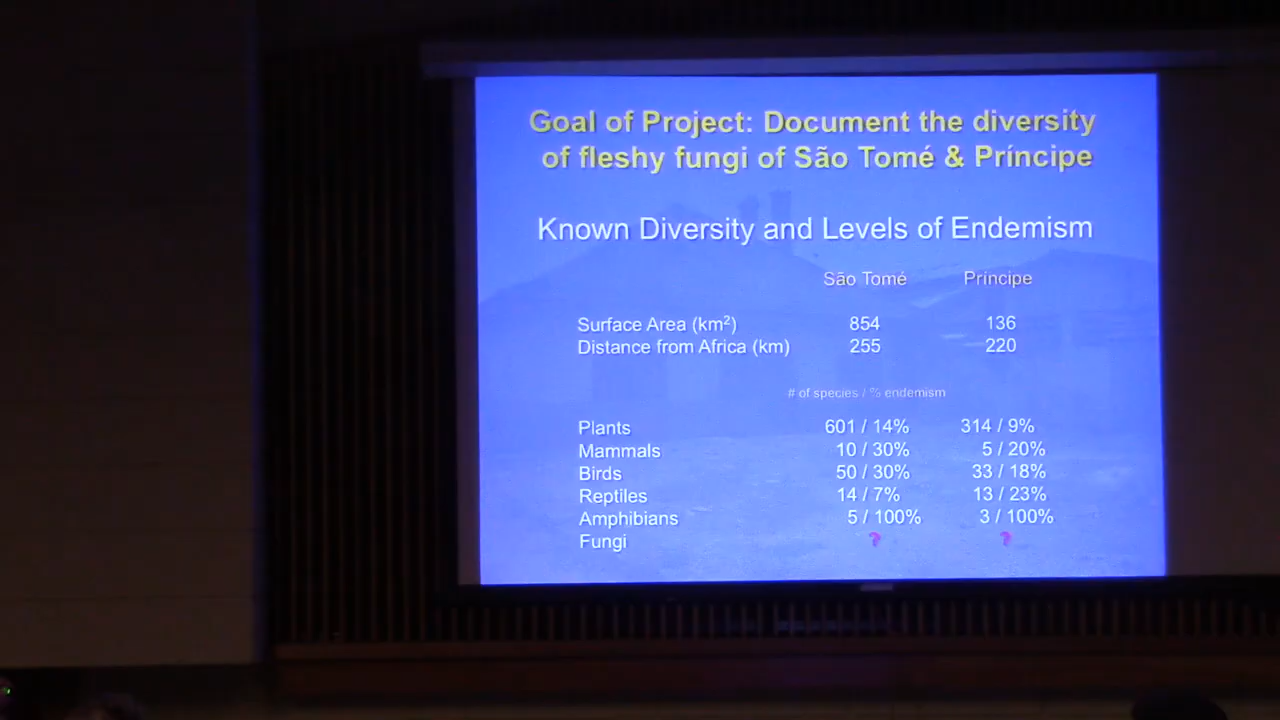 Goal of Project: Document the diversity
of fleshy fungi of São Tomé & Príncipe
Known Diversity and Levels of Endemism
São Tomé Príncipe
Surface Area (km²) 854 136
Distance from Africa (km) 255 220
# of species / % endemism
Plants 601 / 14% 314 / 9%
Mammals 10 / 30% 5 / 20%
Birds 50 / 30% 33 / 18%
Reptiles 14 / 7% 13 / 23%
Amphibians 5 / 100% 3 / 100%
Fungi ? ?